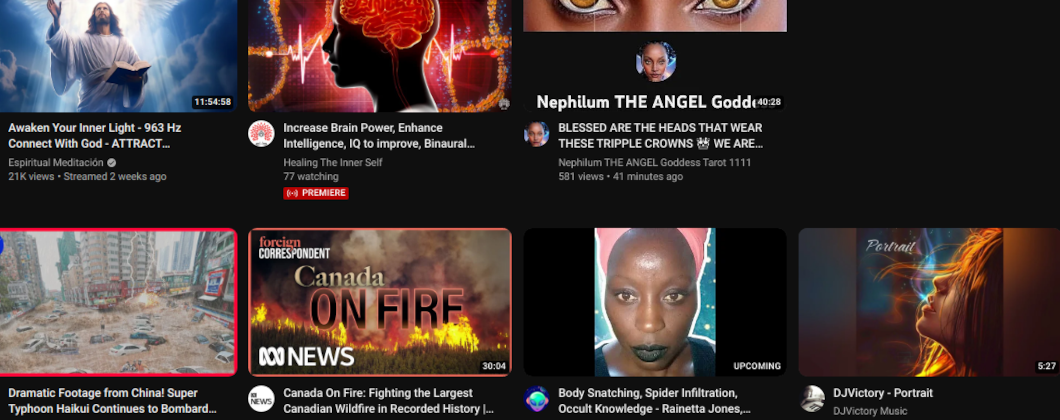 11:54:58
Nephilum THE ANGEL Godde
40:28
Awaken Your Inner Light - 963 Hz
Connect With God - ATTRACT...
Espiritual Meditación
21K views • Streamed 2 weeks ago
Increase Brain Power, Enhance
Intelligence, IQ to improve, Binaural...
Healing The Inner Self
77 watching
PREMIERE
BLESSED ARE THE HEADS THAT WEAR
THESE TRIPPLE CROWNS 👑 WE ARE...
Nephilum THE ANGEL Goddess Tarot 1111
581 views • 41 minutes ago
foreign
CORRESPONDENT
Canada
ON FIRE
abc NEWS
30:04
UPCOMING
Portrait
5:27
Dramatic Footage from China! Super
Typhoon Haikui Continues to Bombard...
NEWS
Canada On Fire: Fighting the Largest
Canadian Wildfire in Recorded History |...
Body Snatching, Spider Infiltration,
Occult Knowledge - Rainetta Jones,...
DJVictory - Portrait
DJVictory Music